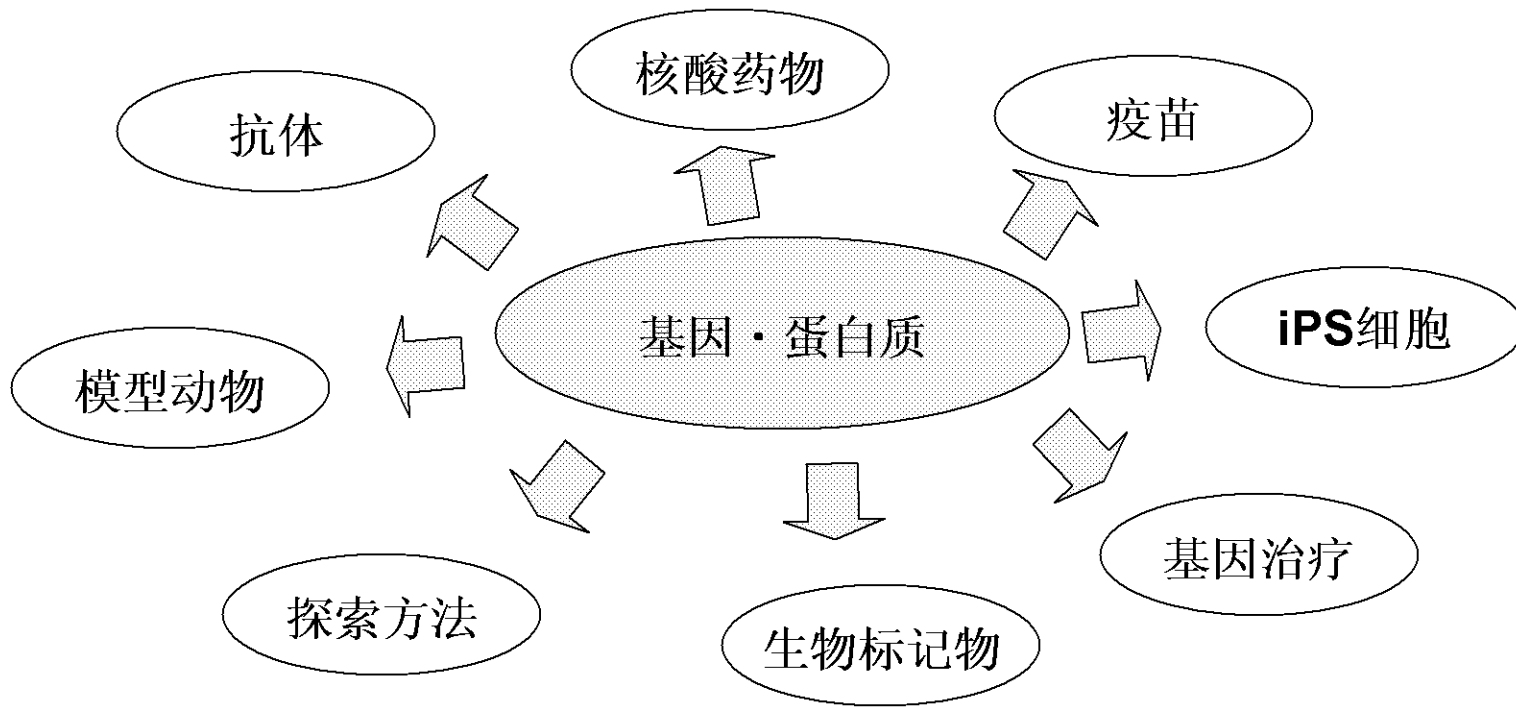 核酸药物
抗体
疫苗
基因・蛋白质
iPS细胞
模型动物
基因治疗
探索方法
生物标记物